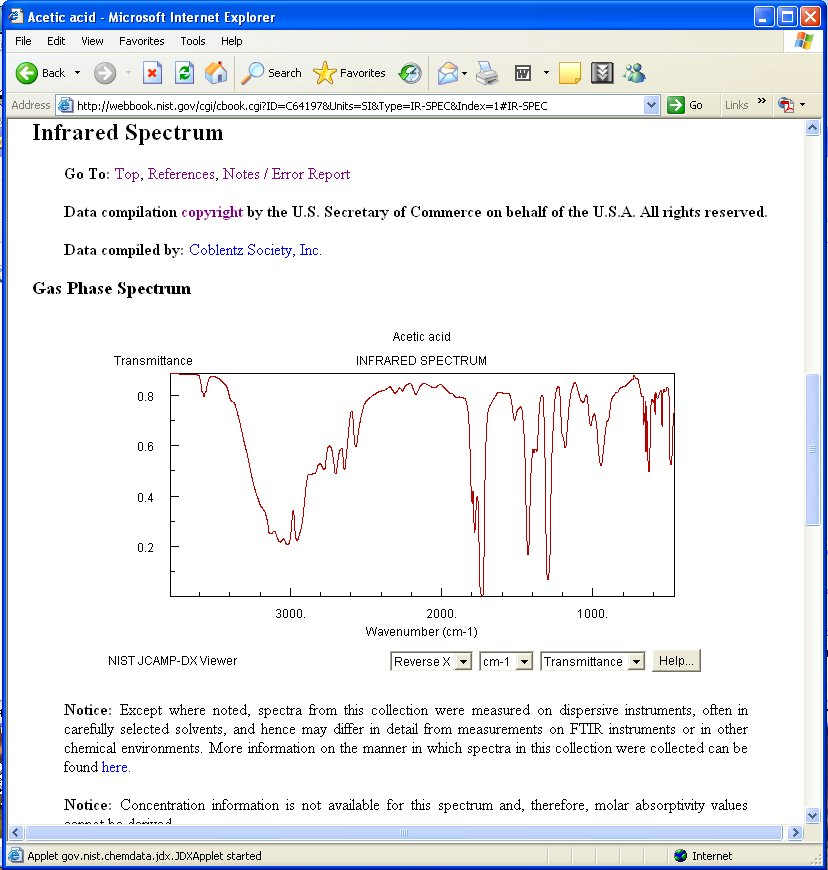 Acetic acid - Microsoft Internet Explorer
File Edit View Favorites Tools Help
Back Search Favorites
Address http://webbook.nist.gov/cgi/cbook.cgi?ID=C64197&Units=SI&Type=IR-SPEC&Index=1#IR-SPEC Go Links »
Infrared Spectrum
Go To: Top, References, Notes / Error Report
Data compilation copyright by the U.S. Secretary of Commerce on behalf of the U.S.A. All rights reserved.
Data compiled by: Coblentz Society, Inc.
Gas Phase Spectrum
Acetic acid
Transmittance INFRARED SPECTRUM
0.8
0.6
0.4
0.2
3000. 2000. 1000.
Wavenumber (cm-1)
NIST JCAMP-DX Viewer Reverse X cm-1 Transmittance Help...
Notice: Except where noted, spectra from this collection were measured on dispersive instruments, often in
carefully selected solvents, and hence may differ in detail from measurements on FTIR instruments or in other
chemical environments. More information on the manner in which spectra in this collection were collected can be
found here.
Notice: Concentration information is not available for this spectrum and, therefore, molar absorptivity values
cannot be derived.
Applet gov.nist.chemdata.jdx.JDXApplet started Internet